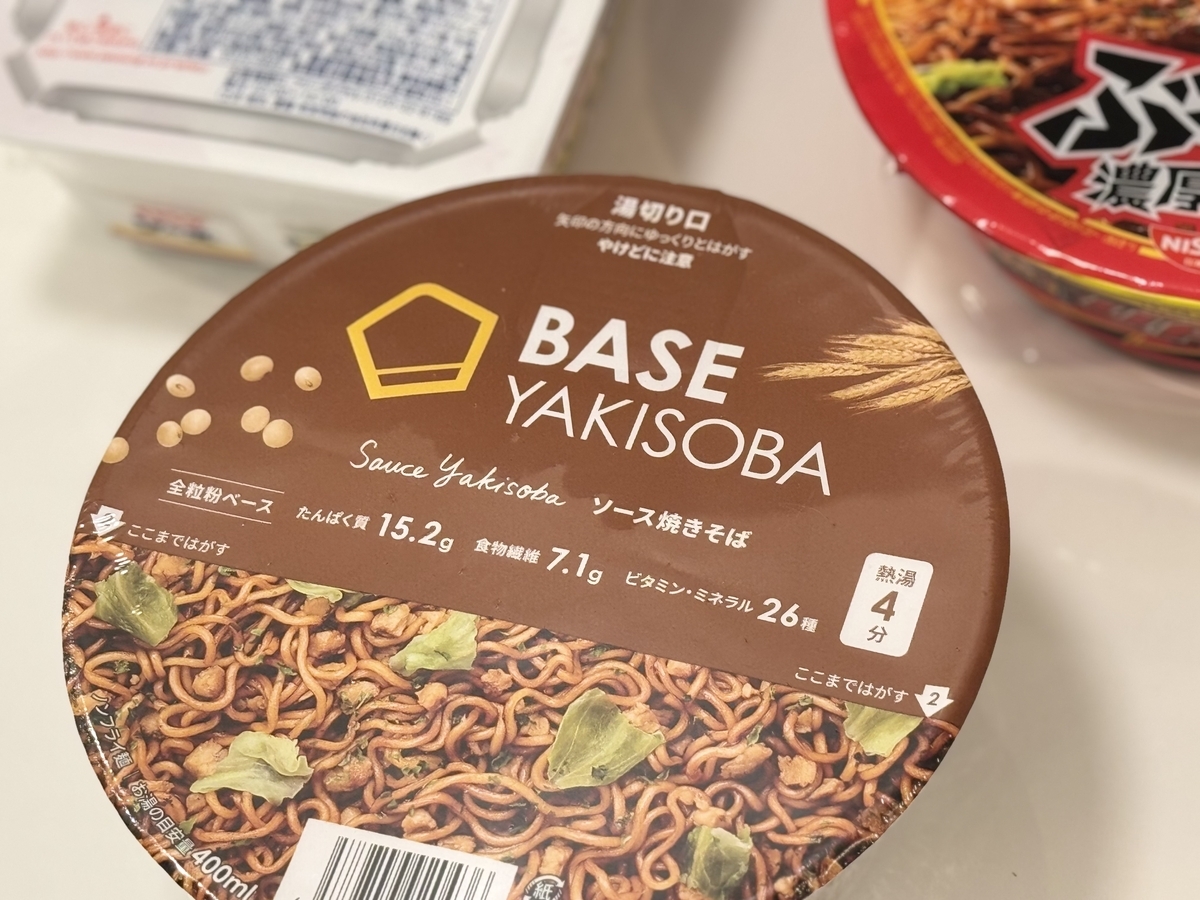 湯切り口
矢印の方向にゆっくりとはがす
やけどに注意
BASE
YAKISOBA
Sauce Yakisoba ソース焼きそば
全粒粉ベース たんぱく質 15.2g 食物繊維 7.1g ビタミン・ミネラル 26種
熱湯
4
分
2 ここまではがす
ここまではがす 2
ノンフライ麺
お湯の目安量 400ml
紙
濃厚
NIS